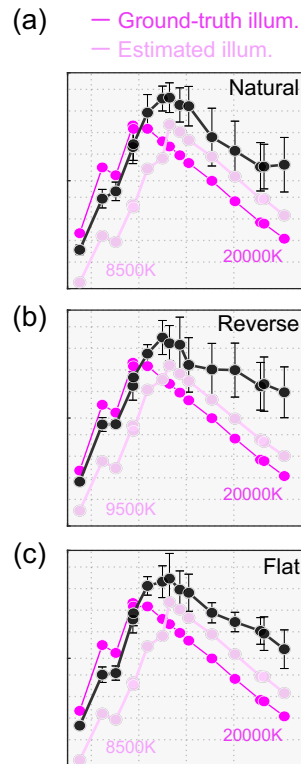 (a)
Ground-truth illum.
Estimated illum.
Natural
8500K
20000K
(b)
Reverse
9500K
20000K
(c)
Flat
8500K
20000K